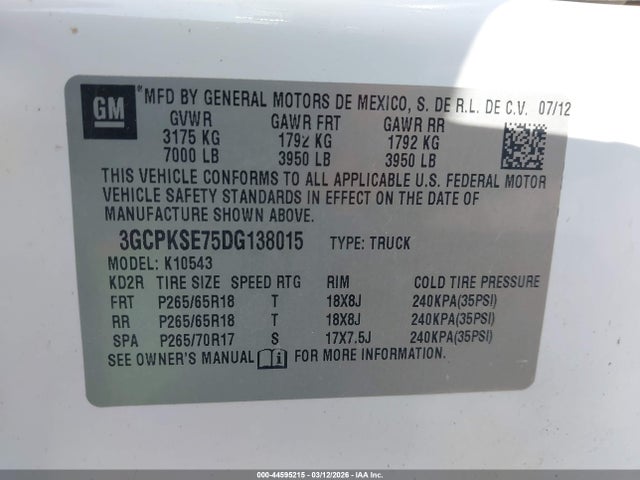 GM
®MFD BY GENERAL MOTORS DE MEXICO, S. DE R.L. DE C.V. 07/12
GVWR GAWR FRT GAWR RR
3175 KG 1792 KG 1792 KG
7000 LB 3950 LB 3950 LB
THIS VEHICLE CONFORMS TO ALL APPLICABLE U.S. FEDERAL MOTOR
VEHICLE SAFETY STANDARDS IN EFFECT ON THE DATE OF
MANUFACTURE SHOWN ABOVE.
3GCPKSE75DG138015 TYPE: TRUCK
MODEL: K10543
KD2R TIRE SIZE SPEED RTG RIM COLD TIRE PRESSURE
FRT P265/65R18 T 18X8J 240KPA(35PSI)
RR P265/65R18 T 18X8J 240KPA(35PSI)
SPA P265/70R17 S 17X7.5J 240KPA(35PSI)
SEE OWNER'S MANUAL FOR MORE INFORMATION.
000-44595215 - 03/12/2026 - IAAI.COM